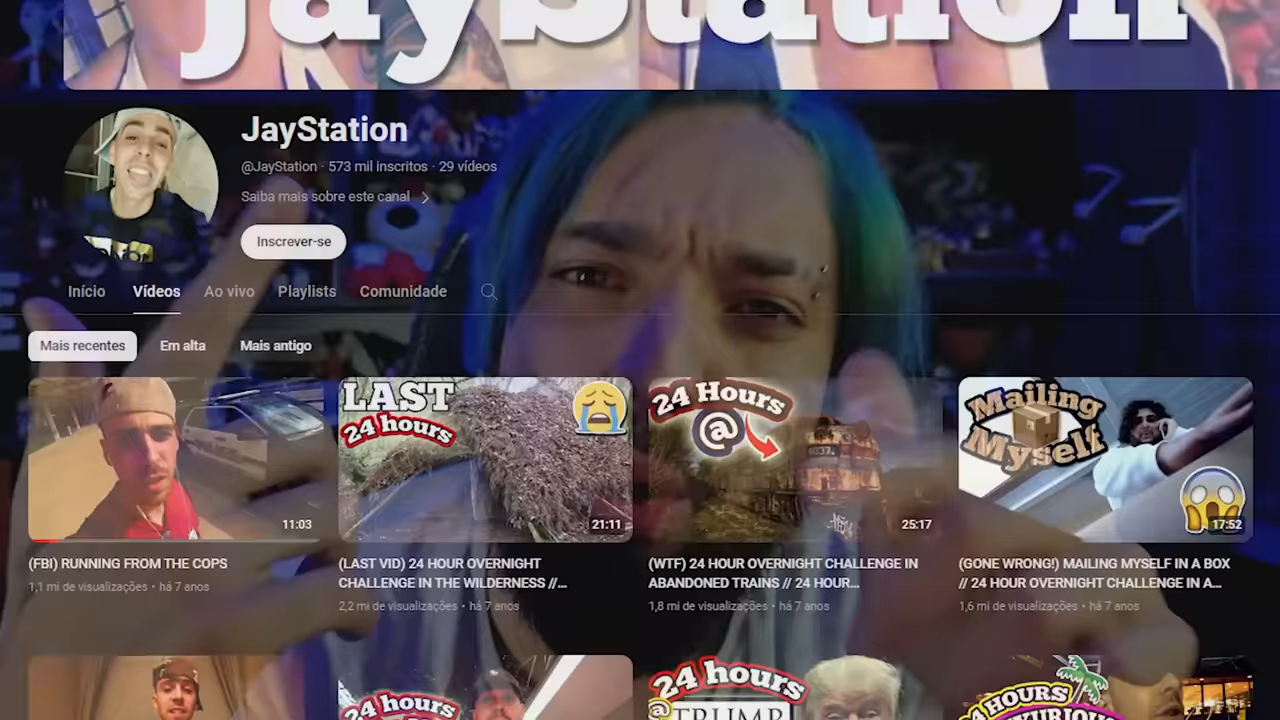 JayStation
JayStation
@JayStation · 573 mil inscritos · 29 vídeos
Saiba mais sobre este canal
Inscrever-se
Início Vídeos Ao vivo Playlists Comunidade
Mais recentes Em alta Mais antigo
LAST
24 hours
24 Hours
@
4037
Mailing
Myself
11:03
21:11
25:17
17:52
(FBI) RUNNING FROM THE COPS
1,1 mi de visualizações • há 7 anos
(LAST VID) 24 HOUR OVERNIGHT
CHALLENGE IN THE WILDERNESS //...
2,2 mi de visualizações • há 7 anos
(WTF) 24 HOUR OVERNIGHT CHALLENGE IN
ABANDONED TRAINS // 24 HOUR...
1,8 mi de visualizações • há 7 anos
(GONE WRONG!) MAILING MYSELF IN A BOX
// 24 HOUR OVERNIGHT CHALLENGE IN A...
1,6 mi de visualizações • há 7 anos
24 hours
24 hours
@ TRUMP
24 HOURS